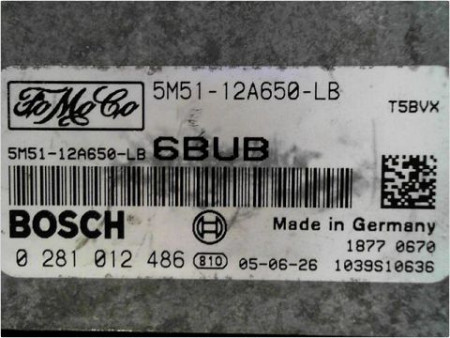 FoMoCo
5M51-12A650-LB
T5BVX
5M51-12A650-LB 6BUB
BOSCH
Made in Germany
1877 0670
0 281 012 486 810 05-06-26 1039S10636